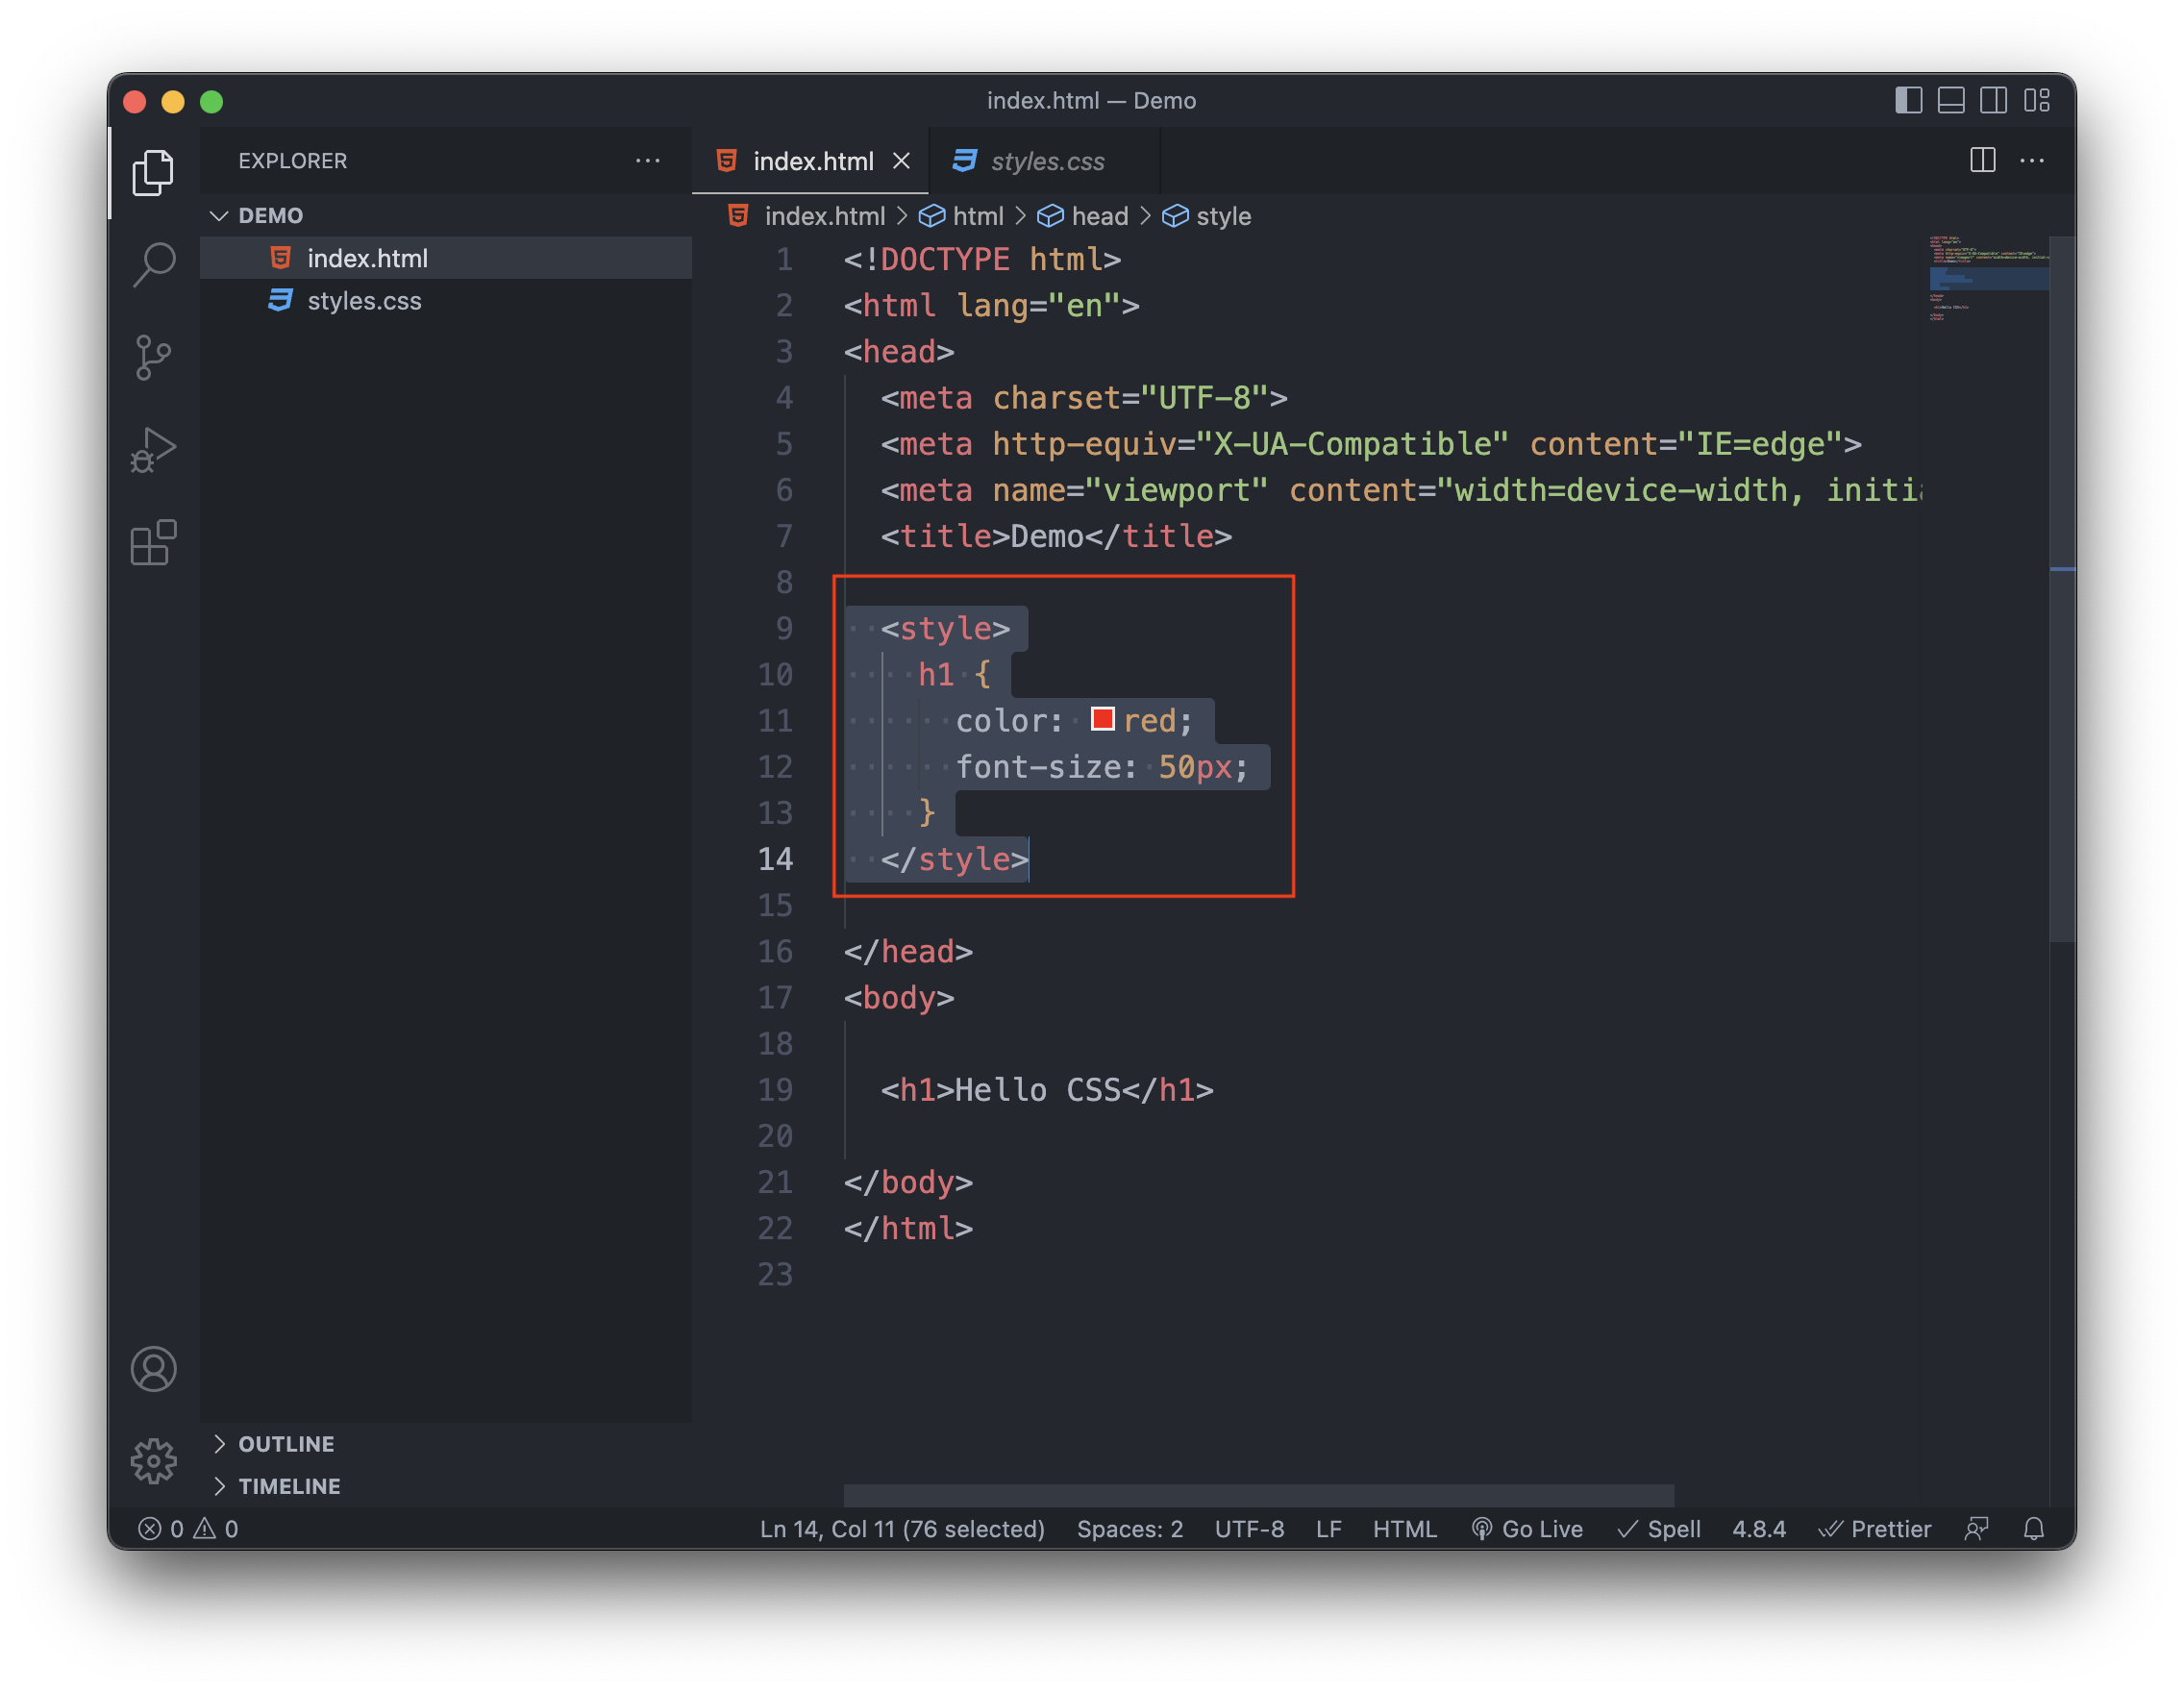 index.html — Demo
EXPLORER
index.html
styles.css
DEMO
index.html
styles.css
index.html > html > head > style
1 <!DOCTYPE html>
2 <html lang="en">
3 <head>
4 <meta charset="UTF-8">
5 <meta http-equiv="X-UA-Compatible" content="IE=edge">
6 <meta name="viewport" content="width=device-width, initi
7 <title>Demo</title>
8
9 <style>
10 h1 {
11 color: red;
12 font-size: 50px;
13 }
14 </style>
15
16 </head>
17 <body>
18
19 <h1>Hello CSS</h1>
20
21 </body>
22 </html>
23
OUTLINE
TIMELINE
0 0 Ln 14, Col 11 (76 selected) Spaces: 2 UTF-8 LF HTML Go Live Spell 4.8.4 Prettier